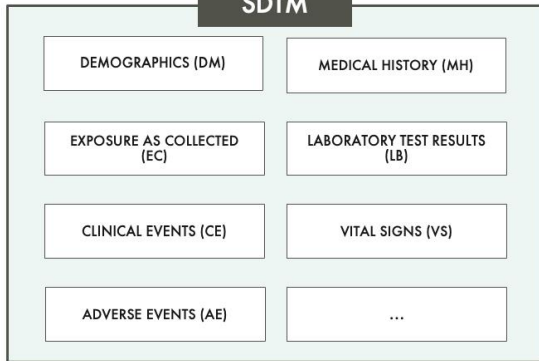 SDTM
DEMOGRAPHICS (DM)
MEDICAL HISTORY (MH)
EXPOSURE AS COLLECTED
(EC)
LABORATORY TEST RESULTS
(LB)
CLINICAL EVENTS (CE)
VITAL SIGNS (VS)
ADVERSE EVENTS (AE)
...